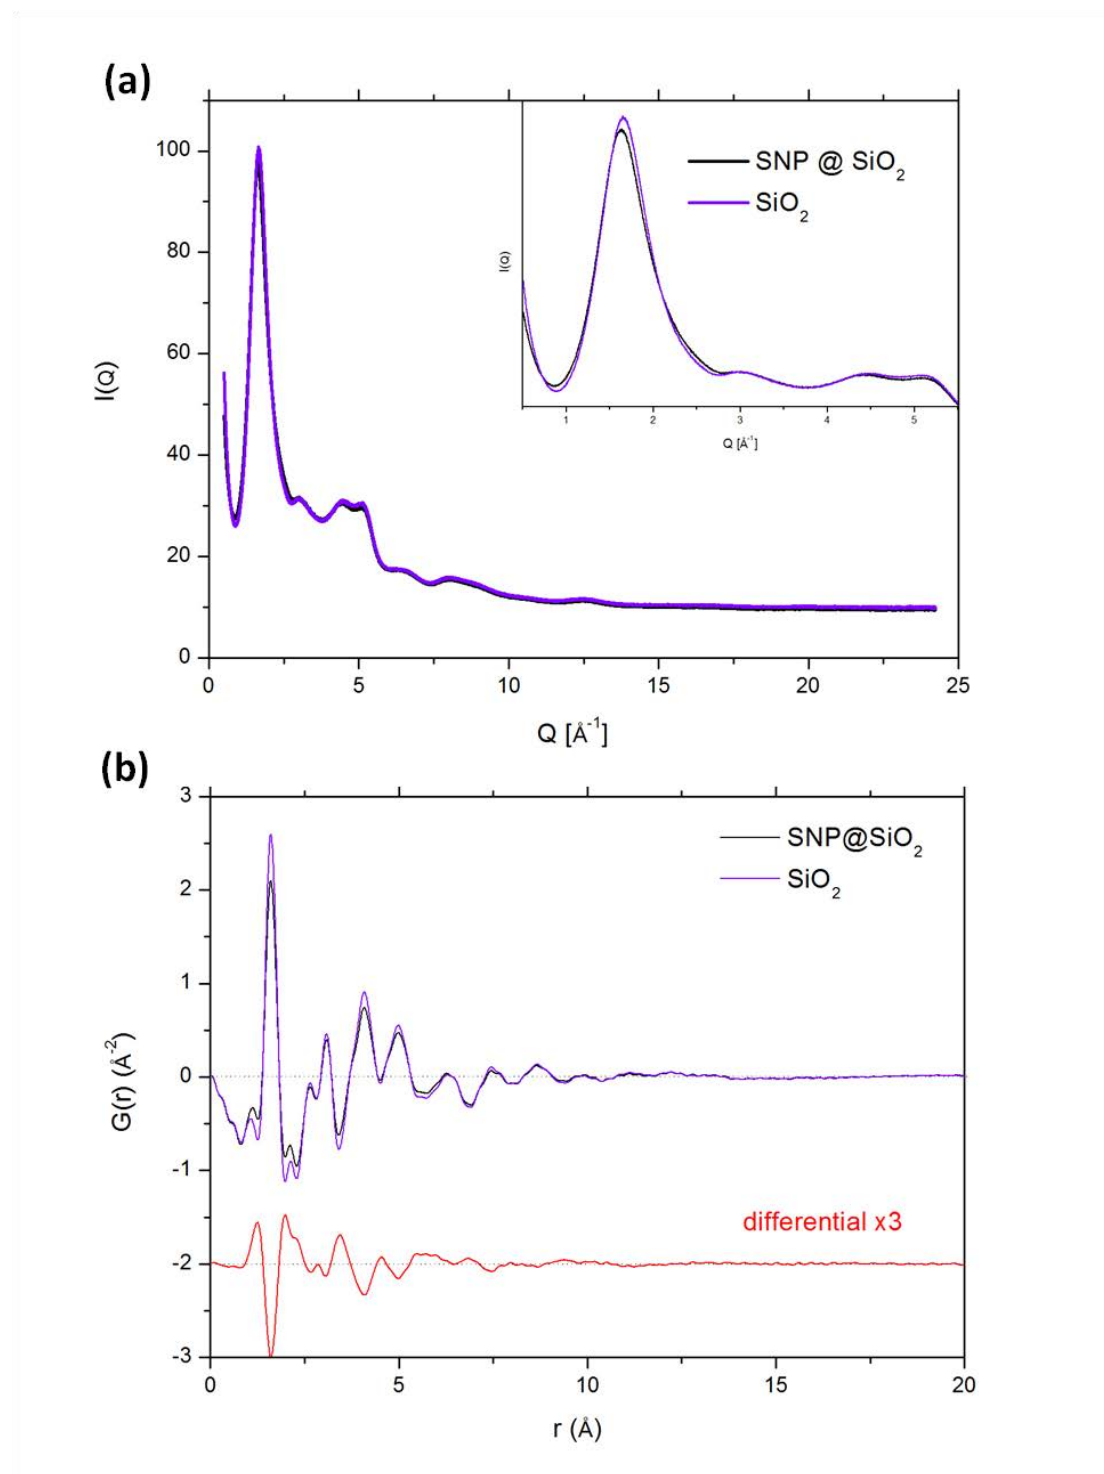 (a)
100
80
60
40
20
0
I(Q)
0 5 10 15 20 25
Q [Å⁻¹]
SNP @ SiO₂
SiO₂
I(Q)
1 2 3 4 5
Q [Å⁻¹]
(b)
3
2
1
0
-1
-2
-3
G(r) (Å⁻²)
SNP@SiO₂
SiO₂
differential x3
0 5 10 15 20
r (Å)